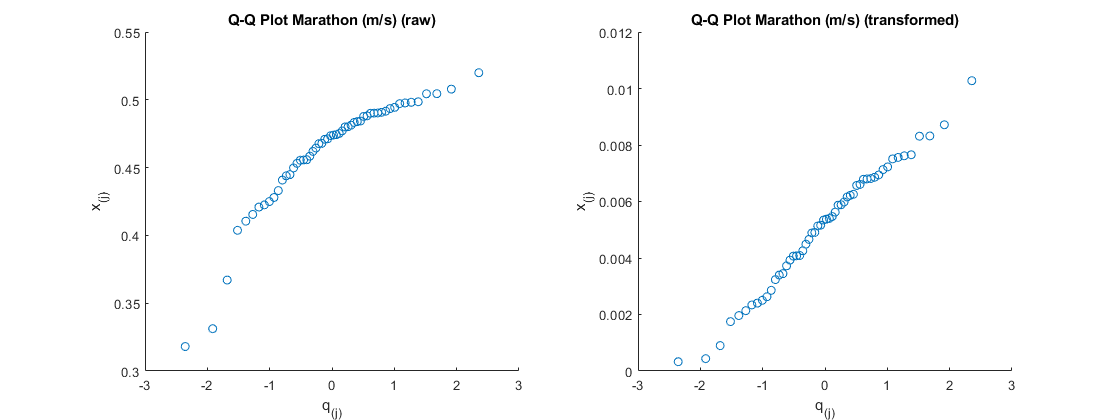 Q-Q Plot Marathon (m/s) (raw)
0.55
0.5
0.45
0.4
0.35
0.3
x(j)
-3 -2 -1 0 1 2 3
q(j)
Q-Q Plot Marathon (m/s) (transformed)
0.012
0.01
0.008
0.006
0.004
0.002
0
x(j)
-3 -2 -1 0 1 2 3
q(j)